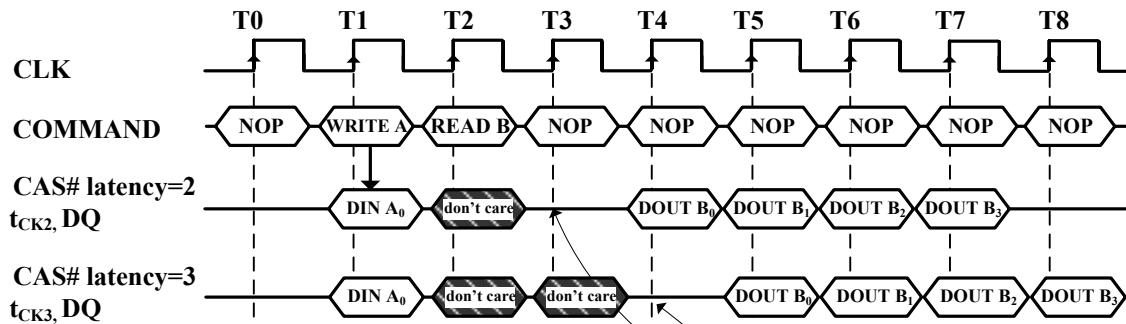 T0 T1 T2 T3 T4 T5 T6 T7 T8
CLK
COMMAND NOP WRITE A READ B NOP NOP NOP NOP NOP NOP
CAS# latency=2
tCK2, DQ DIN A0 don't care DOUT B0 DOUT B1 DOUT B2 DOUT B3
CAS# latency=3
tCK3, DQ DIN A0 don't care don't care DOUT B0 DOUT B1 DOUT B2 DOUT B3